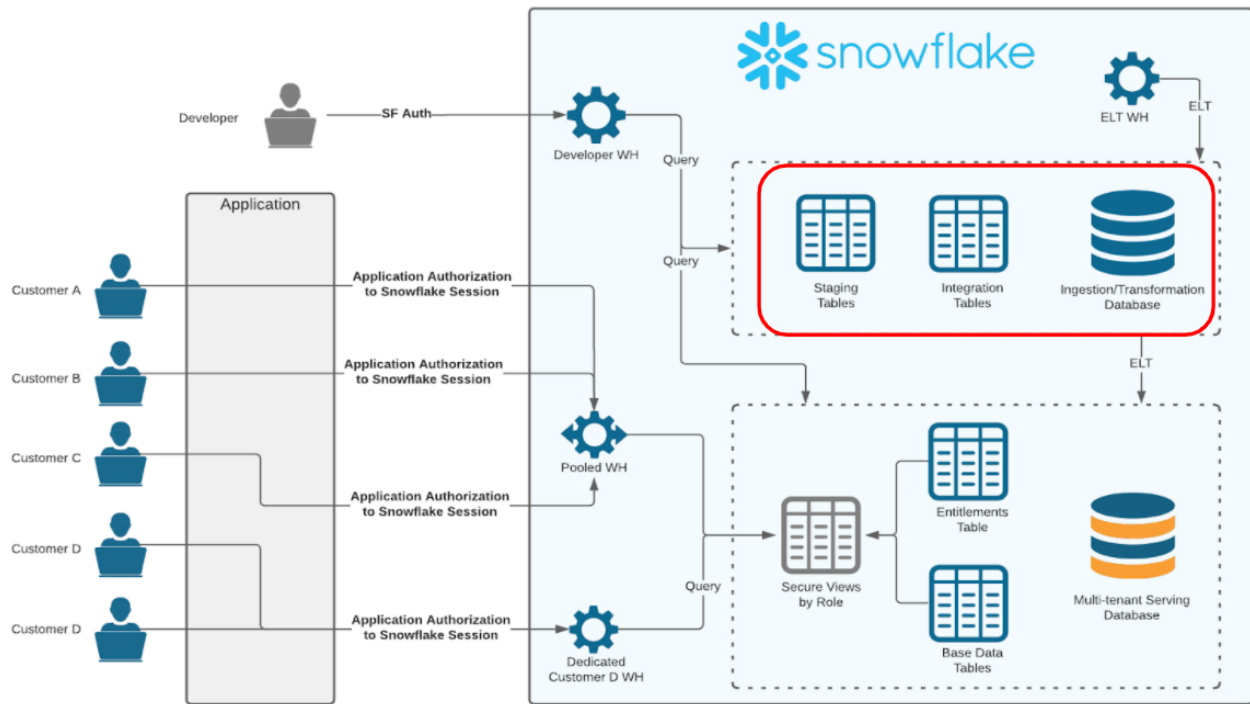 snowflake
Developer
SF Auth
Developer WH
ELT WH
ELT
Query
Application
Query
Staging
Tables
Integration
Tables
Ingestion/Transformation
Database
Customer A
Application Authorization
to Snowflake Session
Customer B
Application Authorization
to Snowflake Session
ELT
Customer C
Pooled WH
Application Authorization
to Snowflake Session
Entitlements
Table
Customer D
Secure Views
by Role
Query
Multi-tenant Serving
Database
Customer D
Application Authorization
to Snowflake Session
Base Data
Tables
Dedicated
Customer D WH